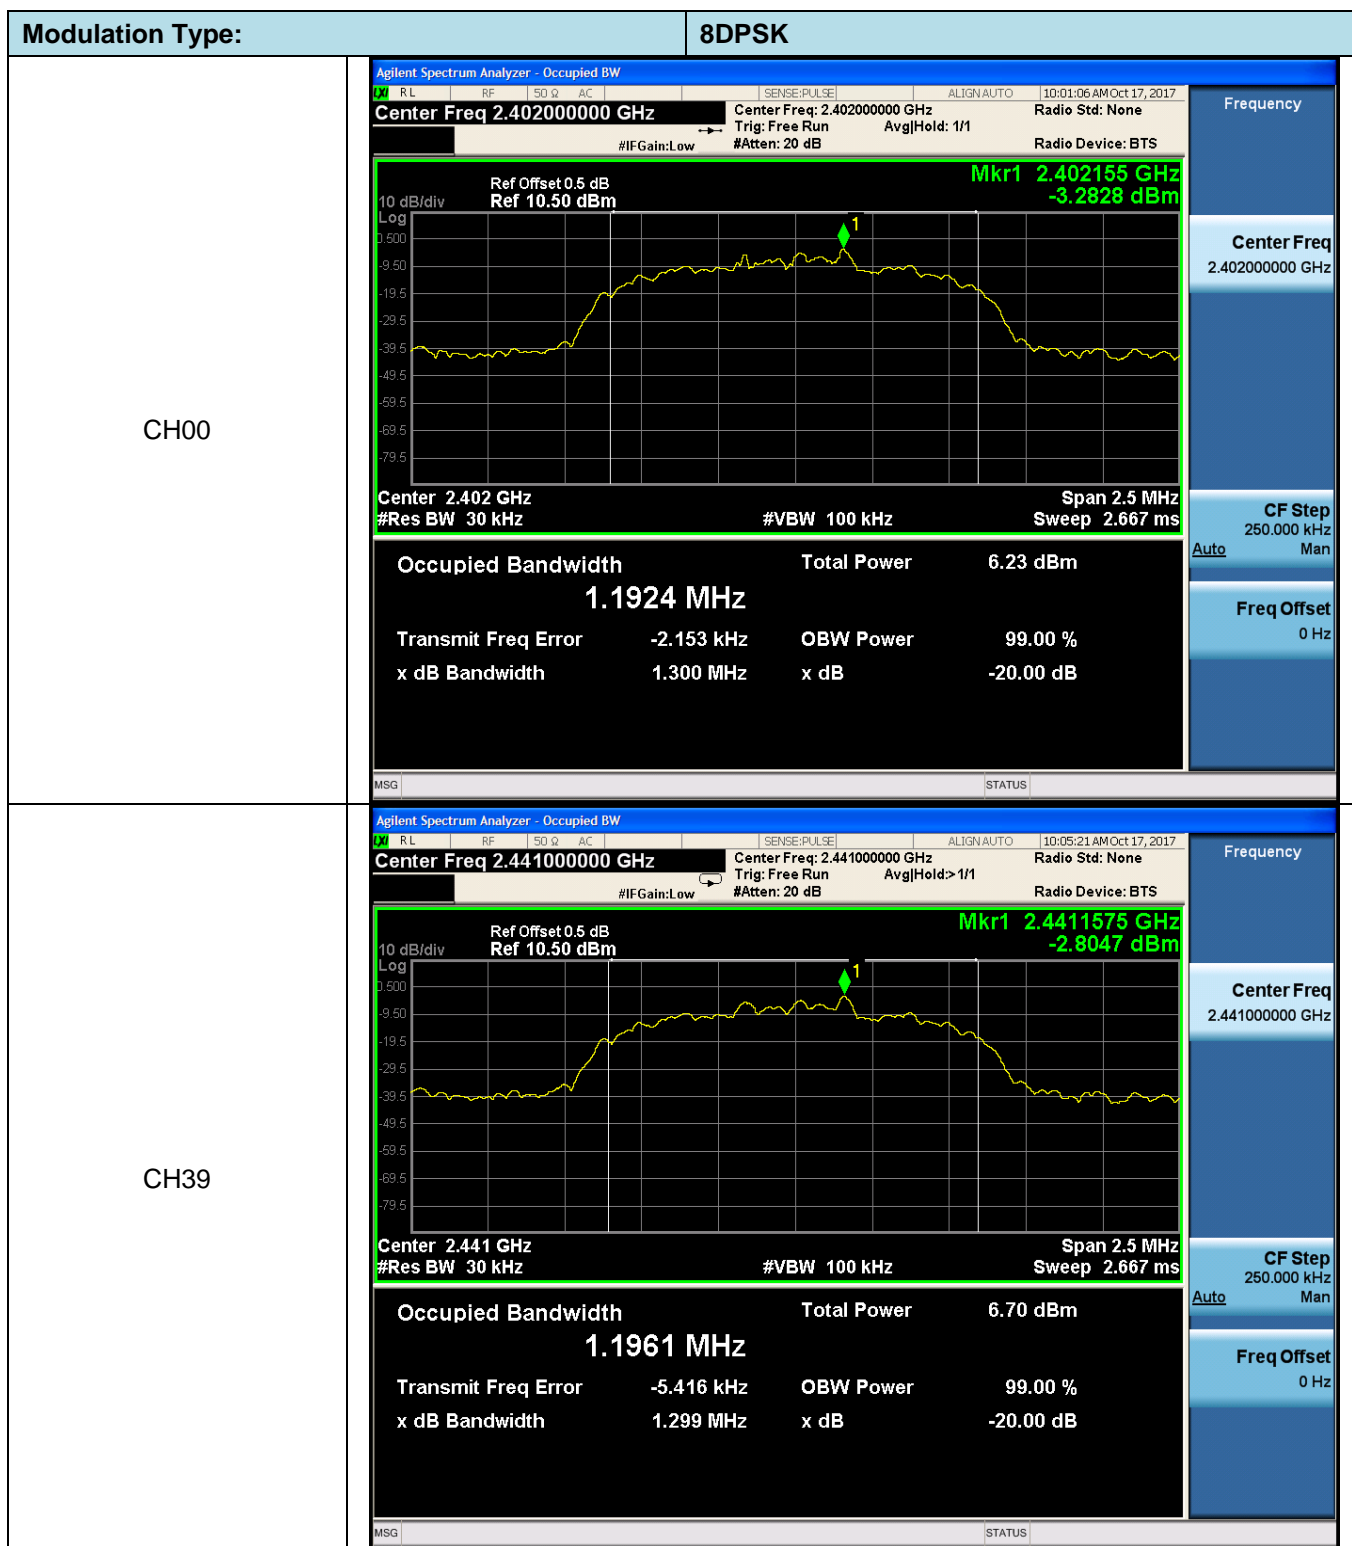 Modulation Type: 8DPSK
CH00
Agilent Spectrum Analyzer - Occupied BW
LXI RL RF 50 Ω AC SENSE:PULSE ALIGN AUTO 10:01:06 AM Oct 17, 2017
Center Freq 2.402000000 GHz
Center Freq: 2.402000000 GHz Radio Std: None
Trig: Free Run Avg|Hold: 1/1
#IFGain:Low #Atten: 20 dB Radio Device: BTS
Frequency
Mkr1 2.402155 GHz
-3.2828 dBm
Ref Offset 0.5 dB
10 dB/div Ref 10.50 dBm
Log
1
0.500
-9.50
-19.5
-29.5
-39.5
-49.5
-59.5
-69.5
-79.5
Center Freq
2.402000000 GHz
Center 2.402 GHz Span 2.5 MHz
#Res BW 30 kHz #VBW 100 kHz Sweep 2.667 ms
CF Step
250.000 kHz
Auto Man
Occupied Bandwidth Total Power 6.23 dBm
1.1924 MHz
Freq Offset
0 Hz
Transmit Freq Error -2.153 kHz OBW Power 99.00 %
x dB Bandwidth 1.300 MHz x dB -20.00 dB
MSG STATUS
CH39
Agilent Spectrum Analyzer - Occupied BW
LXI RL RF 50 Ω AC SENSE:PULSE ALIGN AUTO 10:05:21 AM Oct 17, 2017
Center Freq 2.441000000 GHz
Center Freq: 2.441000000 GHz Radio Std: None
Trig: Free Run Avg|Hold:>1/1
#IFGain:Low #Atten: 20 dB Radio Device: BTS
Frequency
Mkr1 2.4411575 GHz
-2.8047 dBm
Ref Offset 0.5 dB
10 dB/div Ref 10.50 dBm
Log
1
0.500
-9.50
-19.5
-29.5
-39.5
-49.5
-59.5
-69.5
-79.5
Center Freq
2.441000000 GHz
Center 2.441 GHz Span 2.5 MHz
#Res BW 30 kHz #VBW 100 kHz Sweep 2.667 ms
CF Step
250.000 kHz
Auto Man
Occupied Bandwidth Total Power 6.70 dBm
1.1961 MHz
Freq Offset
0 Hz
Transmit Freq Error -5.416 kHz OBW Power 99.00 %
x dB Bandwidth 1.299 MHz x dB -20.00 dB
MSG STATUS